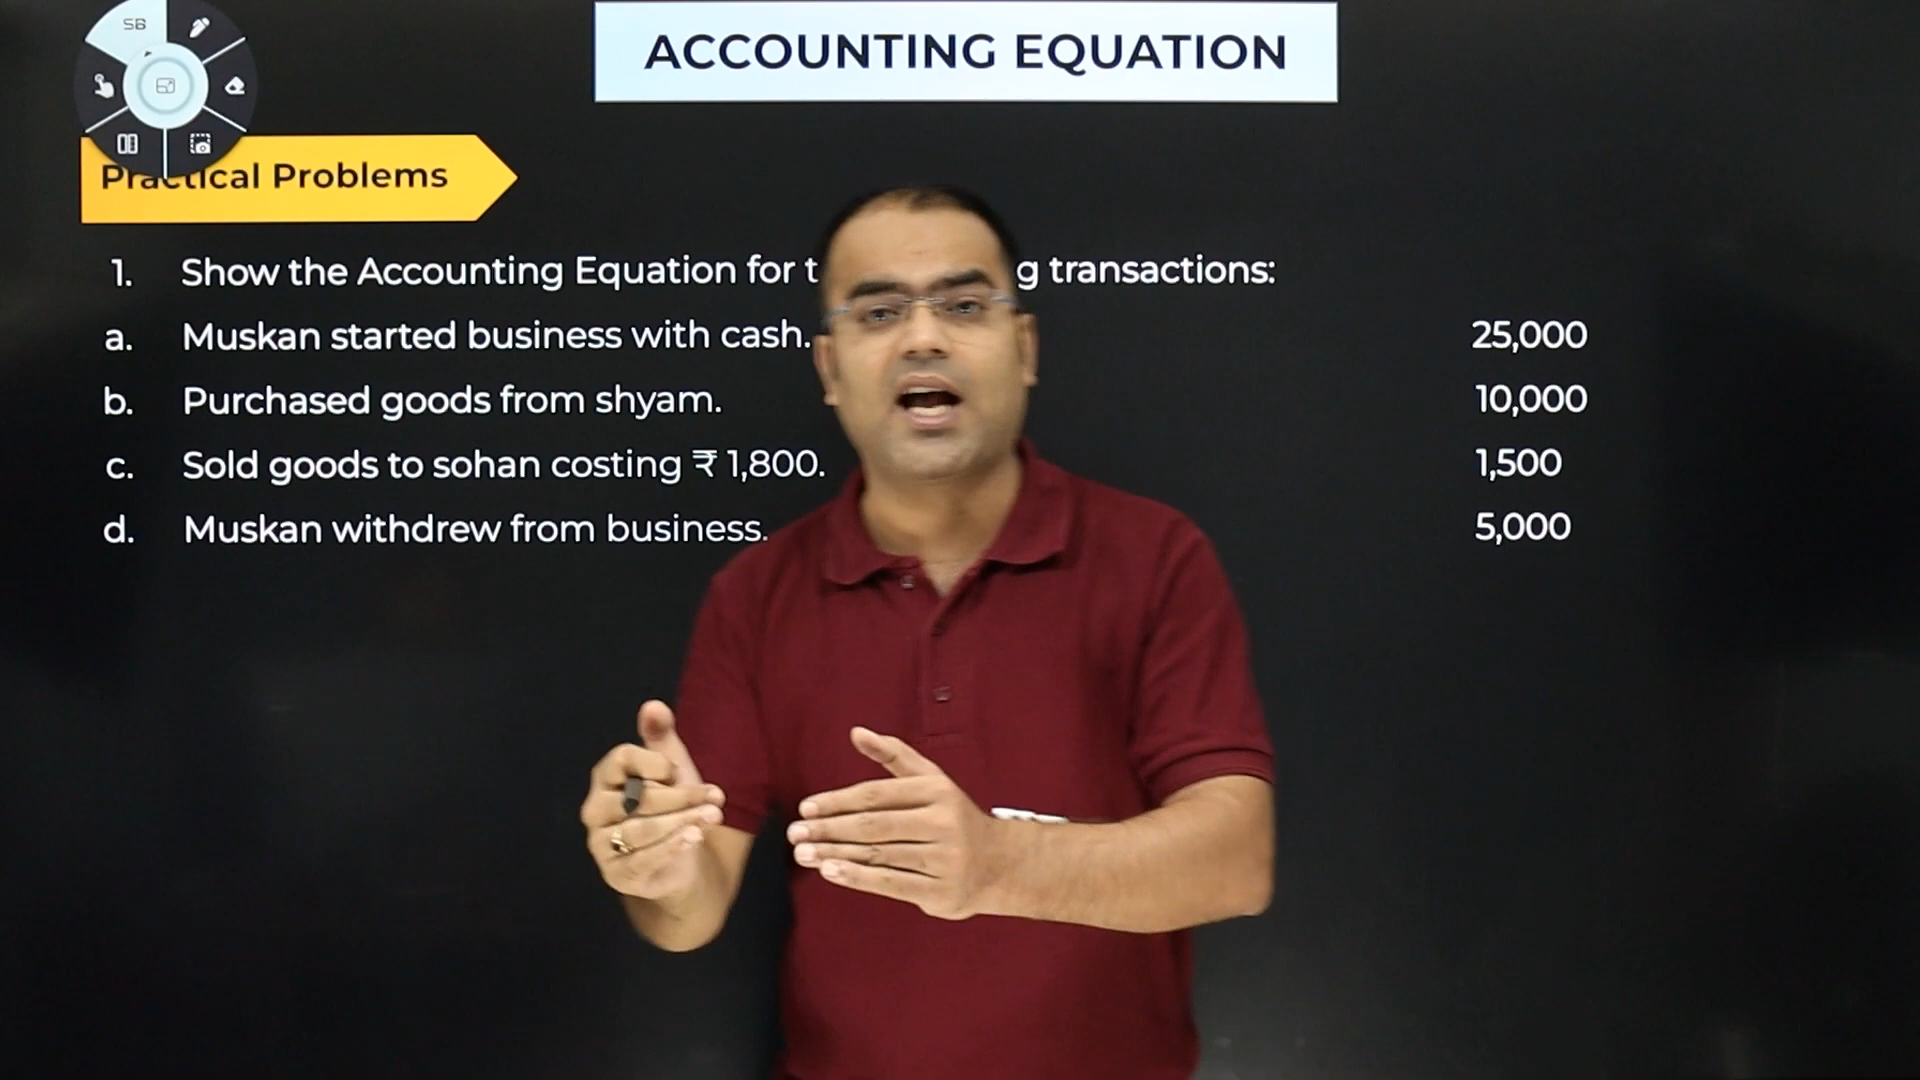 SB
ACCOUNTING EQUATION
Practical Problems
1. Show the Accounting Equation for t g transactions:
a. Muskan started business with cash. 25,000
b. Purchased goods from shyam. 10,000
c. Sold goods to sohan costing ₹ 1,800. 1,500
d. Muskan withdrew from business. 5,000